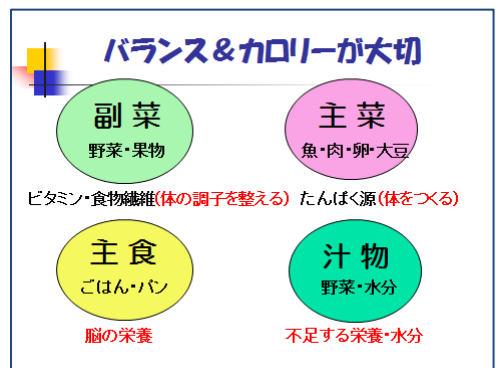 バランス&カロリーが大切
副菜
野菜・果物
主菜
魚・肉・卵・大豆
ビタミン・食物繊維(体の調子を整える)
たんぱく源(体をつくる)
主食
ごはん・パン
汁物
野菜・水分
脳の栄養
不足する栄養・水分